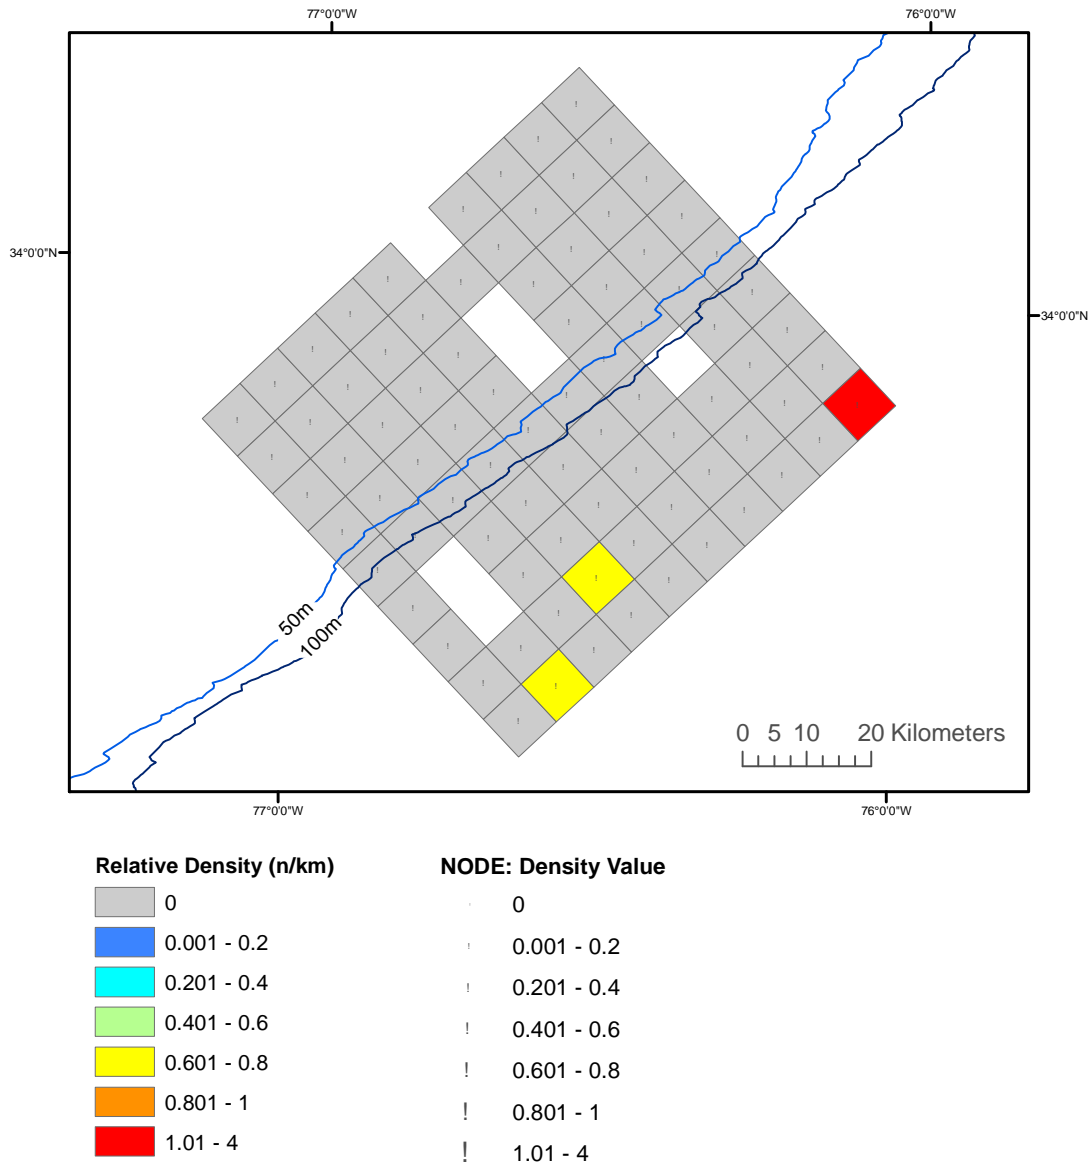 77°0'0"W 76°0'0"W
34°0'0"N
34°0'0"N
50m
100m
0 5 10 20 Kilometers
77°0'0"W 76°0'0"W
Relative Density (n/km)
0
0.001 - 0.2
0.201 - 0.4
0.401 - 0.6
0.601 - 0.8
0.801 - 1
1.01 - 4
NODE: Density Value
! 0
! 0.001 - 0.2
! 0.201 - 0.4
! 0.401 - 0.6
! 0.601 - 0.8
! 0.801 - 1
! 1.01 - 4